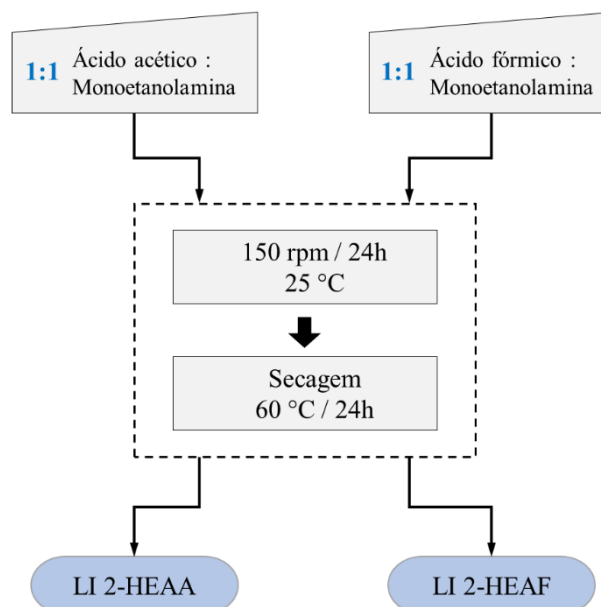 1:1 Ácido acético :
Monoetanolamina
1:1 Ácido fórmico :
Monoetanolamina
150 rpm / 24h
25 °C
Secagem
60 °C / 24h
LI 2-HEAA
LI 2-HEAF